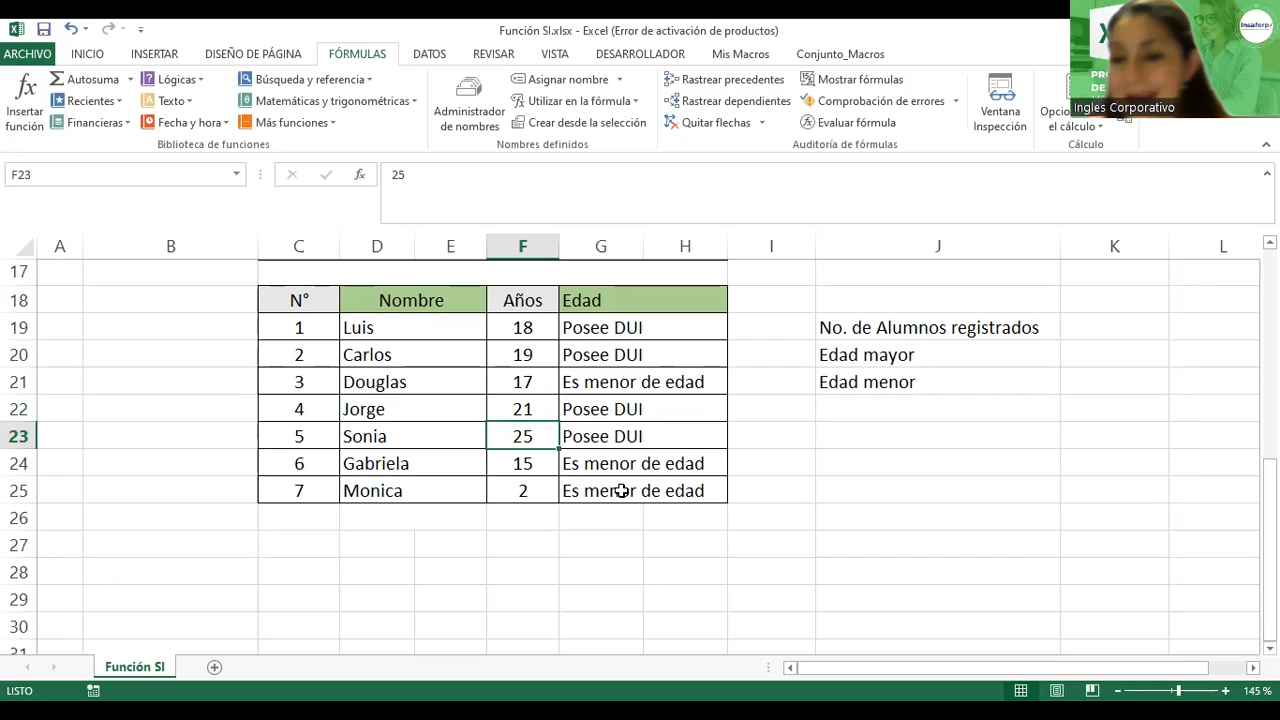 Función SI.xlsx - Excel (Error de activación de productos)
ARCHIVO INICIO INSERTAR DISEÑO DE PÁGINA FÓRMULAS DATOS REVISAR VISTA DESARROLLADOR Mis Macros Conjunto_Macros
Insertar función
Autosuma
Recientes
Financieras
Lógicas
Texto
Fecha y hora
Búsqueda y referencia
Matemáticas y trigonométricas
Más funciones
Biblioteca de funciones
Administrador de nombres
Asignar nombre
Utilizar en la fórmula
Crear desde la selección
Nombres definidos
Rastrear precedentes
Rastrear dependientes
Quitar flechas
Mostrar fórmulas
Comprobación de errores
Evaluar fórmula
Auditoría de fórmulas
Ventana Inspección
el cálculo
Cálculo
Insaforp
Ingles Corporativo
F23 fx 25
A B C D E F G H I J K L
17
18 N° Nombre Años Edad
19 1 Luis 18 Posee DUI No. de Alumnos registrados
20 2 Carlos 19 Posee DUI Edad mayor
21 3 Douglas 17 Es menor de edad Edad menor
22 4 Jorge 21 Posee DUI
23 5 Sonia 25 Posee DUI
24 6 Gabriela 15 Es menor de edad
25 7 Monica 2 Es menor de edad
26
27
28
29
30
31
Función SI
LISTO 145 %